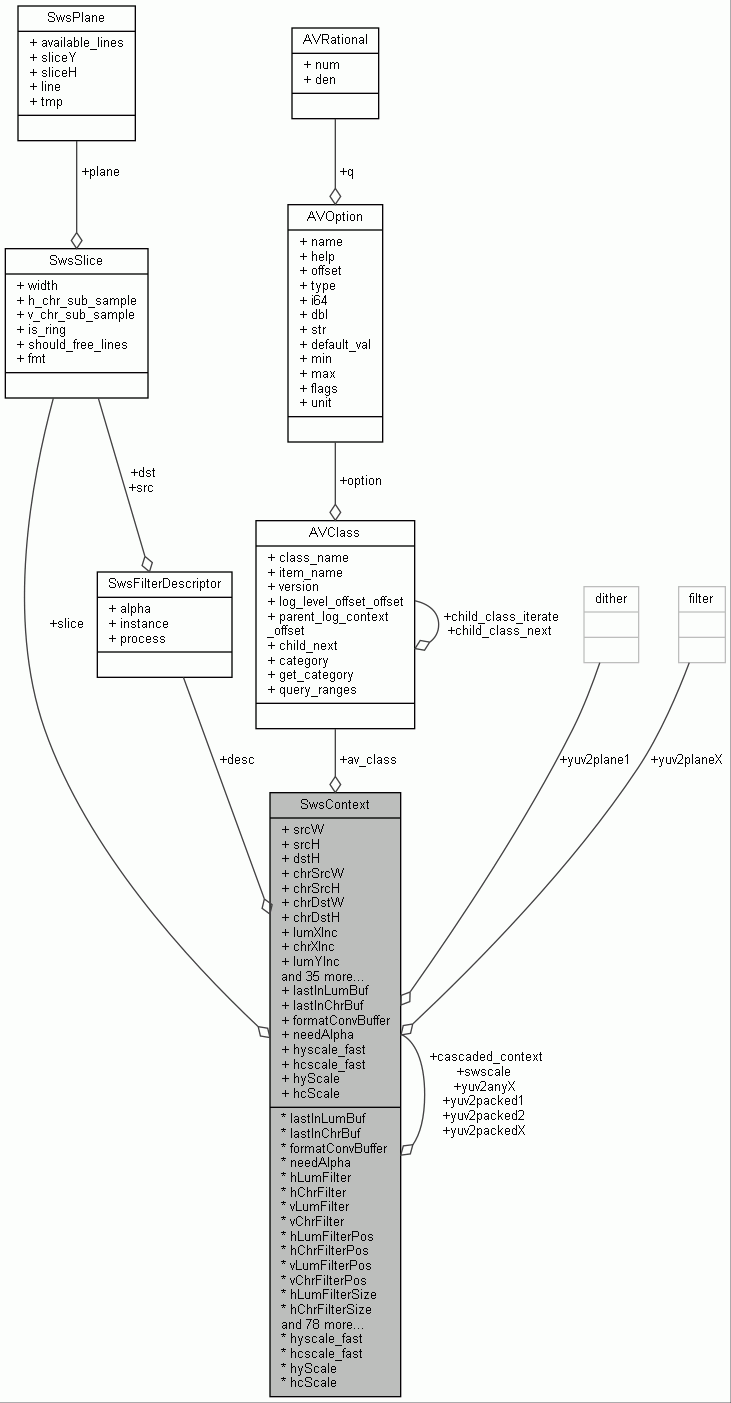 SwsPlane
+ available_lines
+ sliceY
+ sliceH
+ line
+ tmp
AVRational
+ num
+ den
+plane
+q
SwsSlice
+ width
+ h_chr_sub_sample
+ v_chr_sub_sample
+ is_ring
+ should_free_lines
+ fmt
AVOption
+ name
+ help
+ offset
+ type
+ i64
+ dbl
+ str
+ default_val
+ min
+ max
+ flags
+ unit
+dst
+src
+option
SwsFilterDescriptor
+ alpha
+ instance
+ process
AVClass
+ class_name
+ item_name
+ version
+ log_level_offset_offset
+ parent_log_context
_offset
+ child_next
+ category
+ get_category
+ query_ranges
+child_class_iterate
+child_class_next
dither
filter
+slice
+desc
+av_class
+yuv2plane1
+yuv2planeX
SwsContext
+ srcW
+ srcH
+ dstH
+ chrSrcW
+ chrSrcH
+ chrDstW
+ chrDstH
+ lumXInc
+ chrXInc
+ lumYInc
and 35 more...
+ lastInLumBuf
+ lastInChrBuf
+ formatConvBuffer
+ needAlpha
+ hyscale_fast
+ hcscale_fast
+ hyScale
+ hcScale
* lastInLumBuf
* lastInChrBuf
* formatConvBuffer
* needAlpha
* hLumFilter
* hChrFilter
* vLumFilter
* vChrFilter
* hLumFilterPos
* hChrFilterPos
* vLumFilterPos
* vChrFilterPos
* hLumFilterSize
* hChrFilterSize
and 78 more...
* hyscale_fast
* hcscale_fast
* hyScale
* hcScale
+cascaded_context
+swscale
+yuv2anyX
+yuv2packed1
+yuv2packed2
+yuv2packedX